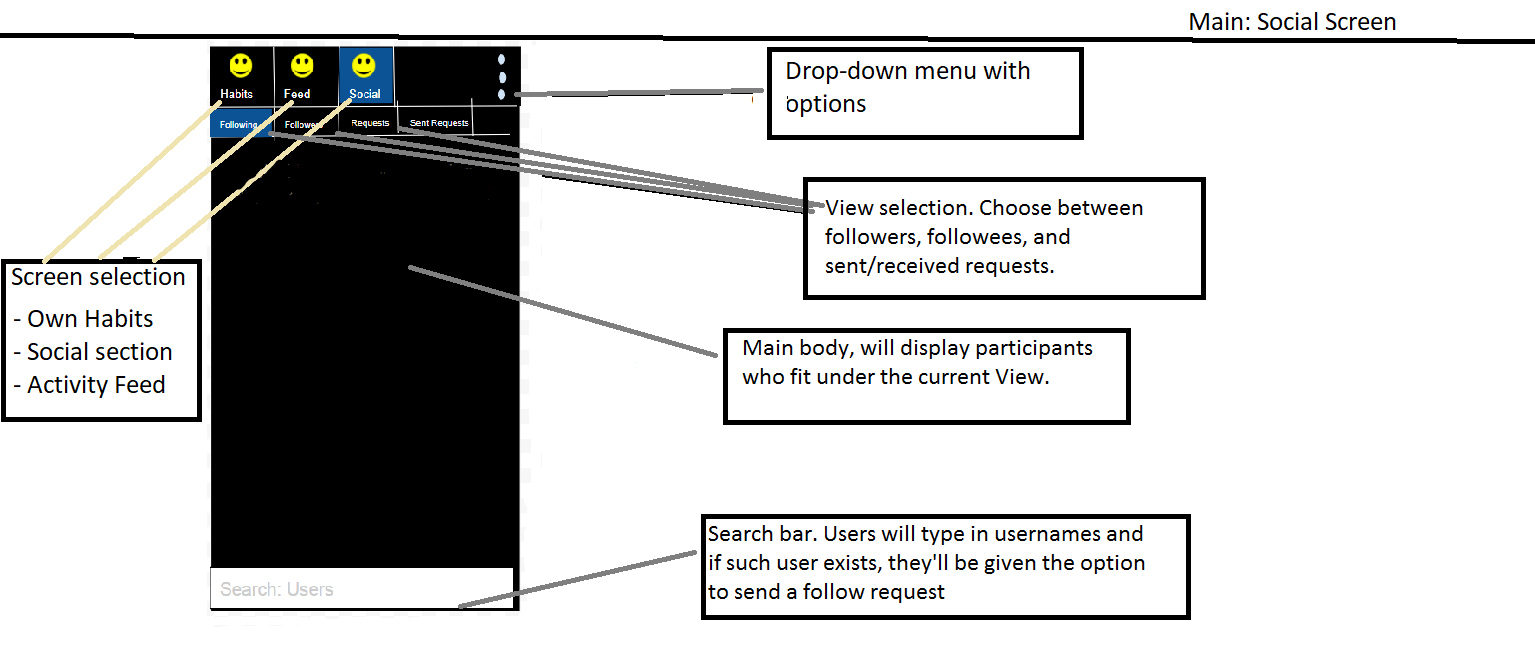 Main: Social Screen
Habits
Feed
Social
Following
Followers
Requests
Sent Requests
Drop-down menu with
options
View selection. Choose between
followers, followees, and
sent/received requests.
Screen selection
- Own Habits
- Social section
- Activity Feed
Main body, will display participants
who fit under the current View.
Search: Users
Search bar. Users will type in usernames and
if such user exists, they'll be given the option
to send a follow request